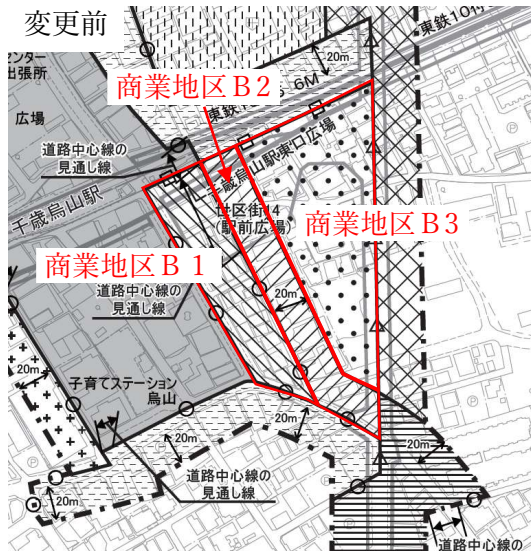 変更前
ンター
出張所
広場
20m
東鉄10付
6M
商業地区Ｂ２
道路中心線の
見通し線
千歳烏山駅東口広場
千歳烏山駅
世区街14
(駅前広場)
商業地区Ｂ３
商業地区Ｂ１
道路中心線の
見通し線
20m
20m
子育てステーション
烏山
20m
20m
20m
道路中心線の
見通し線
20m
20m
道路中心線の